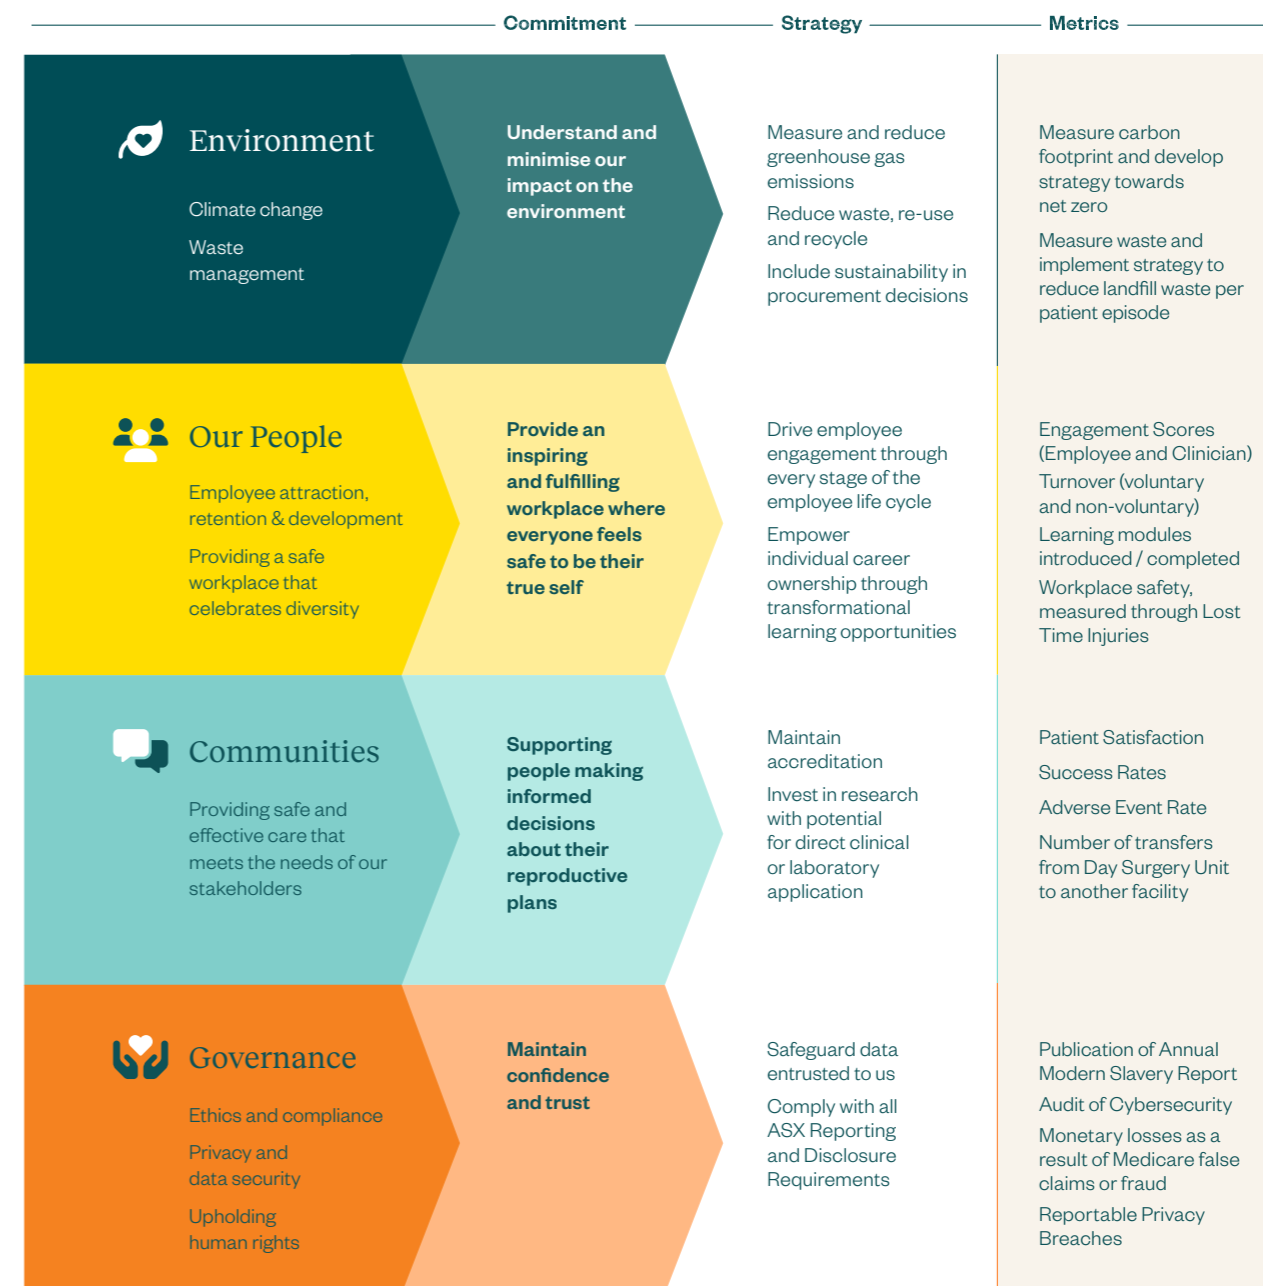 Commitment
Strategy
Metrics
Environment
Climate change
Waste
management
Understand and
minimise our
impact on the
environment
Measure and reduce
greenhouse gas
emissions
Reduce waste, re-use
and recycle
Include sustainability in
procurement decisions
Measure carbon
footprint and develop
strategy towards
net zero
Measure waste and
implement strategy to
reduce landfill waste per
patient episode
Our People
Employee attraction,
retention & development
Providing a safe
workplace that
celebrates diversity
Provide an
inspiring
and fulfilling
workplace where
everyone feels
safe to be their
true self
Drive employee
engagement through
every stage of the
employee life cycle
Empower
individual career
ownership through
transformational
learning opportunities
Engagement Scores
(Employee and Clinician)
Turnover (voluntary
and non-voluntary)
Learning modules
introduced / completed
Workplace safety,
measured through Lost
Time Injuries
Communities
Providing safe and
effective care that
meets the needs of our
stakeholders
Supporting
people making
informed
decisions
about their
reproductive
plans
Maintain
accreditation
Invest in research
with potential
for direct clinical
or laboratory
application
Patient Satisfaction
Success Rates
Adverse Event Rate
Number of transfers
from Day Surgery Unit
to another facility
Governance
Ethics and compliance
Privacy and
data security
Upholding
human rights
Maintain
confidence
and trust
Safeguard data
entrusted to us
Comply with all
ASX Reporting
and Disclosure
Requirements
Publication of Annual
Modern Slavery Report
Audit of Cybersecurity
Monetary losses as a
result of Medicare false
claims or fraud
Reportable Privacy
Breaches